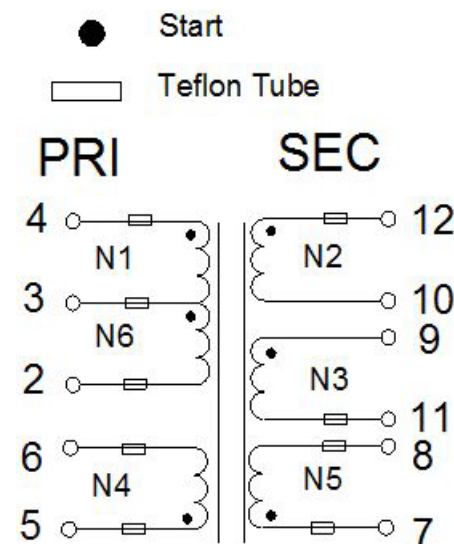 Start
Teflon Tube
PRI SEC
4 12
N1 N2
3 10
9
N6
2 N3
11
6 8
N4 N5
5 7